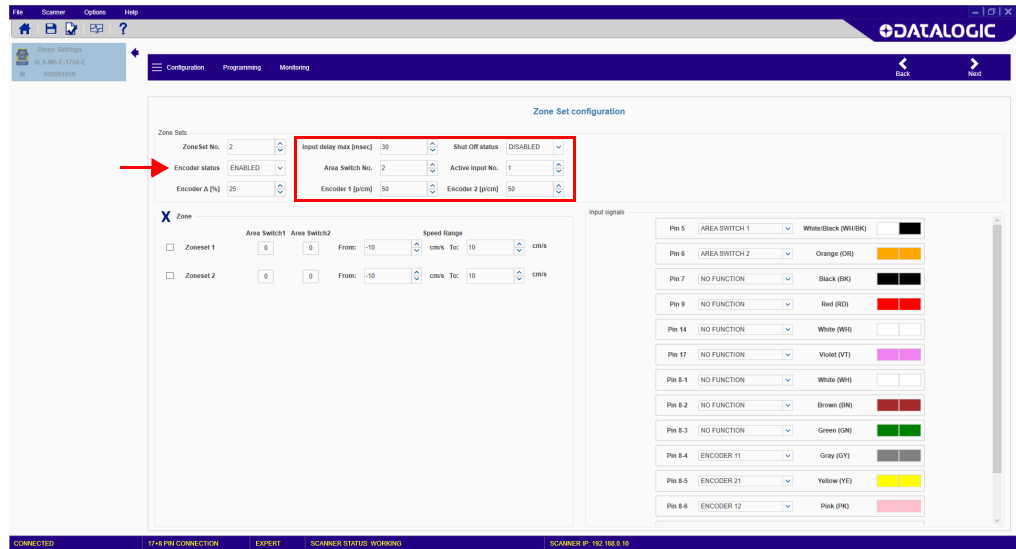 File Scanner Options Help
DATALOGIC
Demo Settings
SLS-M5-E-1708-E
M 958001050
Configuration Programming Monitoring Back Next
Zone Set configuration
Zone Sets
ZoneSet No. 2 Input delay max [msec] 30 Shut Off status DISABLED
Encoder status ENABLED Area Switch No. 2 Active Input No. 1
Encoder Δ [%] 25 Encoder 1 [p/cm] 50 Encoder 2 [p/cm] 50
X Zone
Area Switch1 Area Switch2 Speed Range
Zoneset 1 0 0 From: -10 cm/s To: 10 cm/s
Zoneset 2 0 0 From: -10 cm/s To: 10 cm/s
Input signals
Pin 5 AREA SWITCH 1 White/Black (WH/BK)
Pin 6 AREA SWITCH 2 Orange (OR)
Pin 7 NO FUNCTION Black (BK)
Pin 9 NO FUNCTION Red (RD)
Pin 14 NO FUNCTION White (WH)
Pin 17 NO FUNCTION Violet (VT)
Pin 8-1 NO FUNCTION White (WH)
Pin 8-2 NO FUNCTION Brown (BN)
Pin 8-3 NO FUNCTION Green (GN)
Pin 8-4 ENCODER 11 Gray (GY)
Pin 8-5 ENCODER 21 Yellow (YE)
Pin 8-6 ENCODER 12 Pink (PK)
CONNECTED 17+8 PIN CONNECTION EXPERT SCANNER STATUS: WORKING SCANNER IP: 192.168.0.10